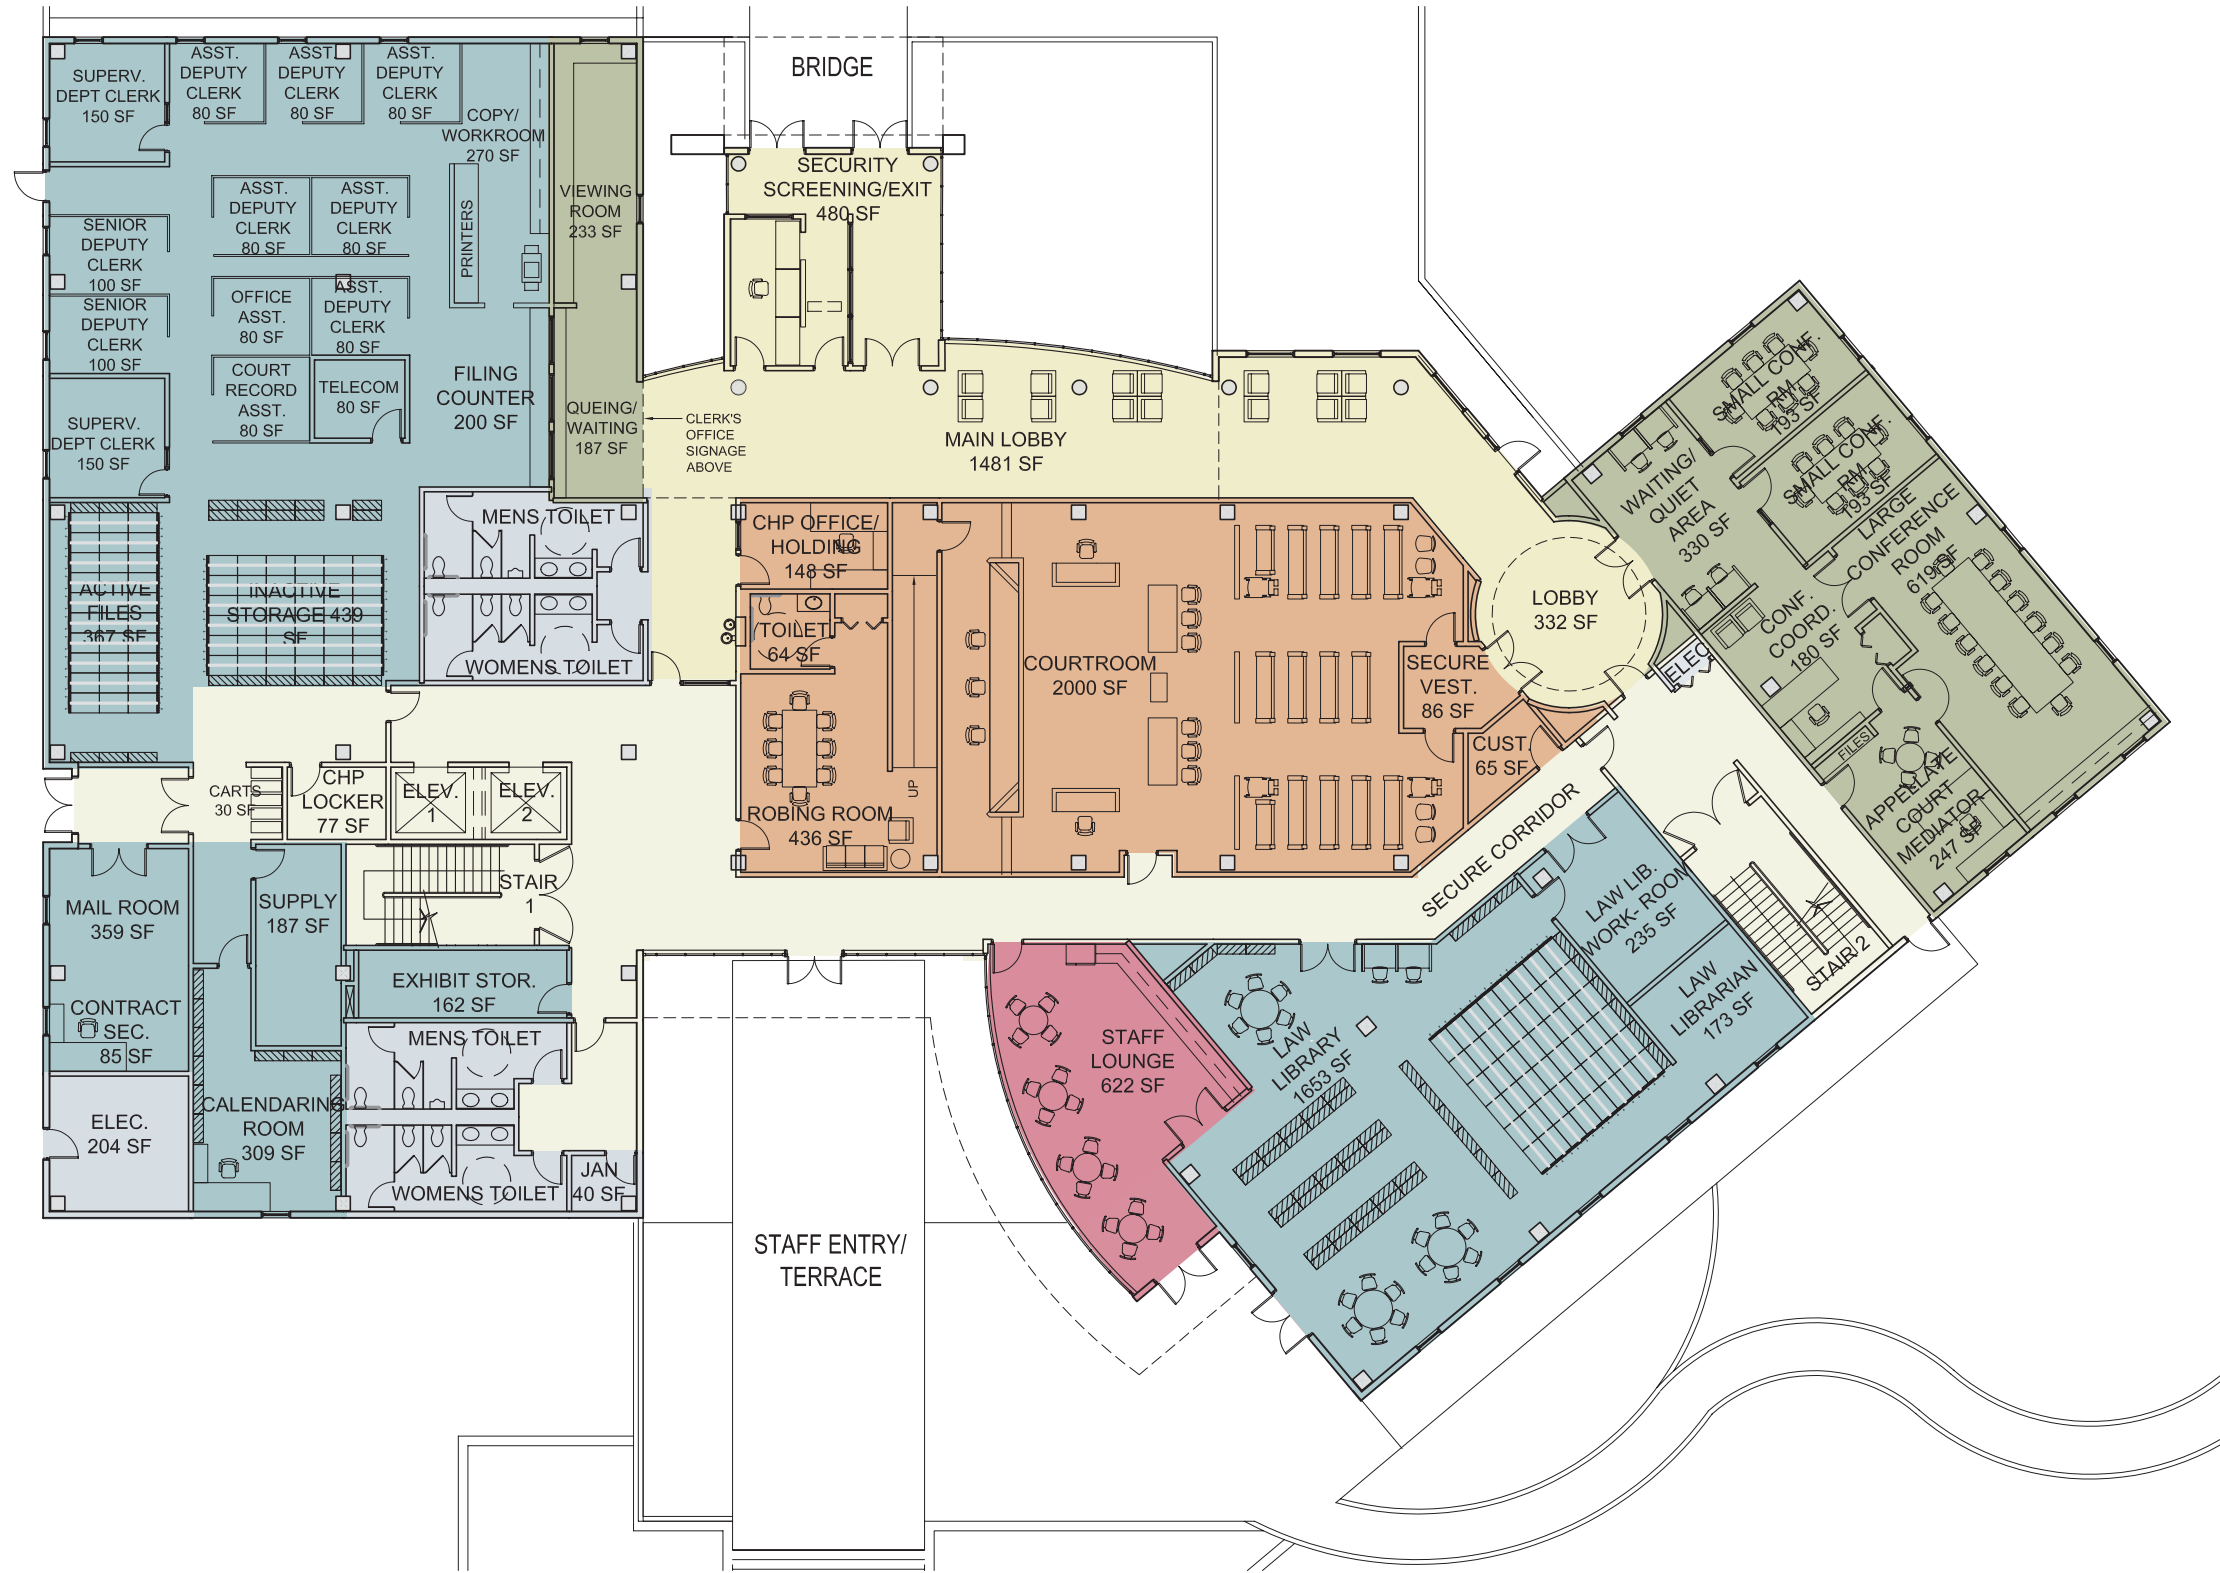 BRIDGE
SUPERV.
DEPT CLERK
150 SF
ASST.
DEPUTY
CLERK
80 SF
ASST.
DEPUTY
CLERK
80 SF
ASST.
DEPUTY
CLERK
80 SF
COPY/
WORKROOM
270 SF
VIEWING
ROOM
233 SF
SECURITY
SCREENING/EXIT
480 SF
SENIOR
DEPUTY
CLERK
100 SF
ASST.
DEPUTY
CLERK
80 SF
ASST.
DEPUTY
CLERK
80 SF
PRINTERS
SENIOR
DEPUTY
CLERK
100 SF
OFFICE
ASST.
80 SF
ASST.
DEPUTY
CLERK
80 SF
SUPERV.
DEPT CLERK
150 SF
COURT
RECORD
ASST.
80 SF
TELECOM
80 SF
FILING
COUNTER
200 SF
QUEING/
WAITING
187 SF
CLERK'S
OFFICE
SIGNAGE
ABOVE
MAIN LOBBY
1481 SF
SMALL CONF.
RM
193 SF
SMALL CONF.
RM
193 SF
WAITING/
QUIET
AREA
330 SF
LARGE
CONFERENCE
ROOM
619 SF
ACTIVE
FILES
367 SF
INACTIVE
STORAGE 439
SF
MENS TOILET
WOMENS TOILET
CHP OFFICE/
HOLDING
148 SF
TOILET
64 SF
COURTROOM
2000 SF
LOBBY
332 SF
SECURE
VEST.
86 SF
CUST.
65 SF
ELEC
CONF.
COORD.
180 SF
FILES
APPELLATE
COURT
MEDIATOR
247 SF
CARTS
30 SF
CHP
LOCKER
77 SF
ELEV.
1
ELEV.
2
UP
ROBING ROOM
436 SF
SECURE CORRIDOR
STAIR
1
MAIL ROOM
359 SF
SUPPLY
187 SF
EXHIBIT STOR.
162 SF
CONTRACT
SEC.
85 SF
LAW LIB.
WORK- ROOM
235 SF
LAW
LIBRARIAN
173 SF
STAIR 2
MENS TOILET
STAFF
LOUNGE
622 SF
LAW
LIBRARY
1653 SF
ELEC.
204 SF
CALENDARING
ROOM
309 SF
WOMENS TOILET
JAN
40 SF
STAFF ENTRY/
TERRACE